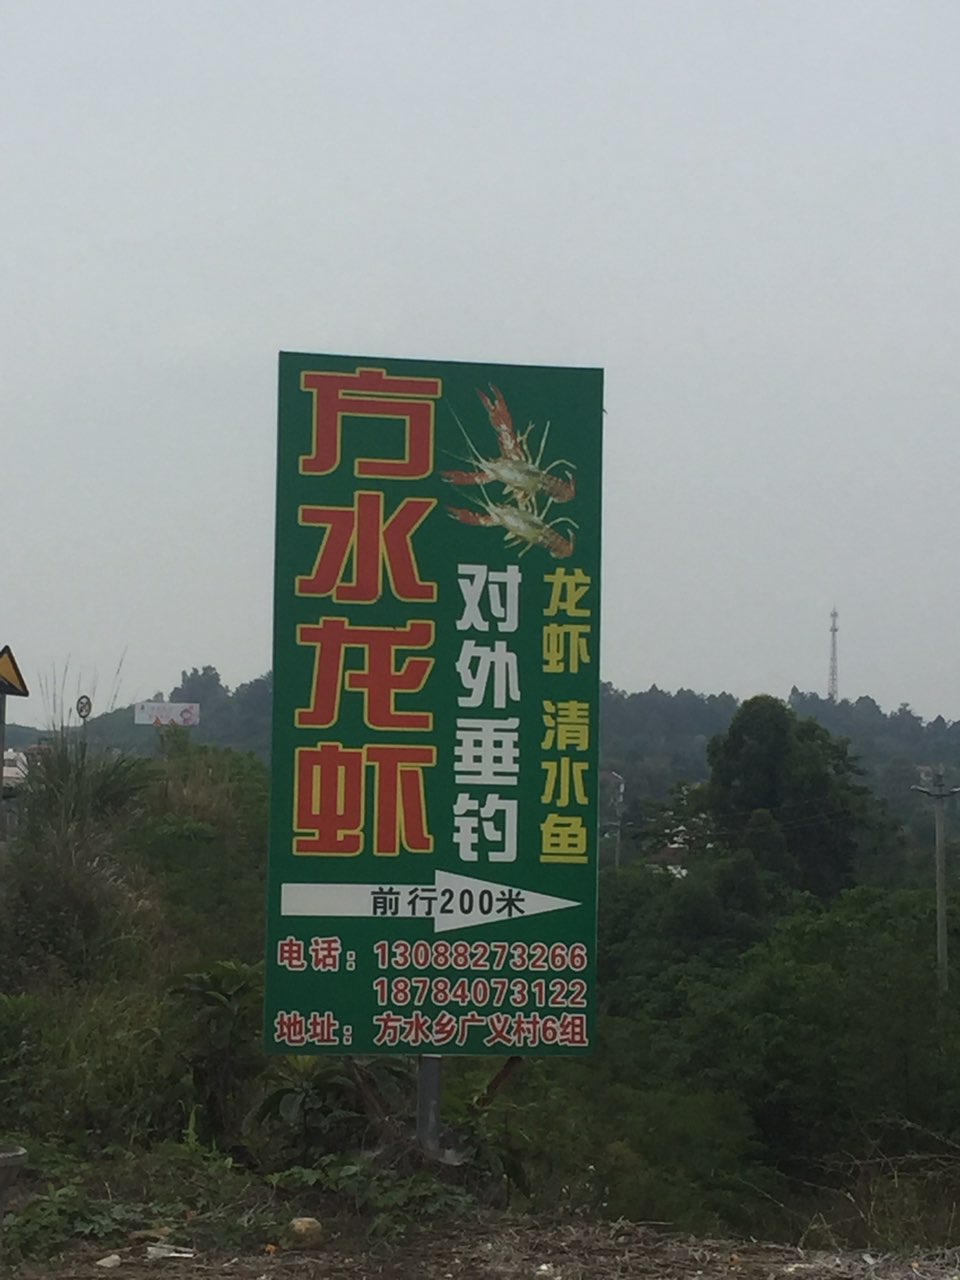 方水龙虾
对外垂钓
龙虾 清水鱼
前行200米
电话：13088273266
18784073122
地址：方水乡广义村6组